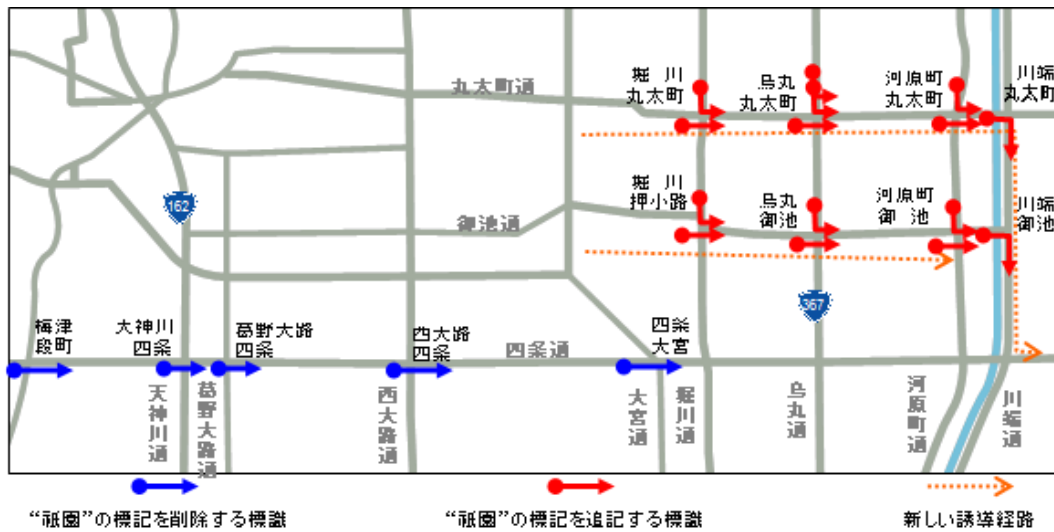 堀川
丸太町
烏丸
丸太町
河原町
丸太町
川端
丸太町
丸太町通
162
堀川
押小路
烏丸
御池
河原町
御池
川端
御池
御池通
367
梅津
段町
天神川
四条
葛野大路
四条
西大路
四条
四条通
四条
大宮
天神川通
葛野大路通
西大路通
大宮通
堀川通
烏丸通
河原町通
川端通
“祇園”の標記を削除する標識
“祇園”の標記を追記する標識
新しい誘導経路